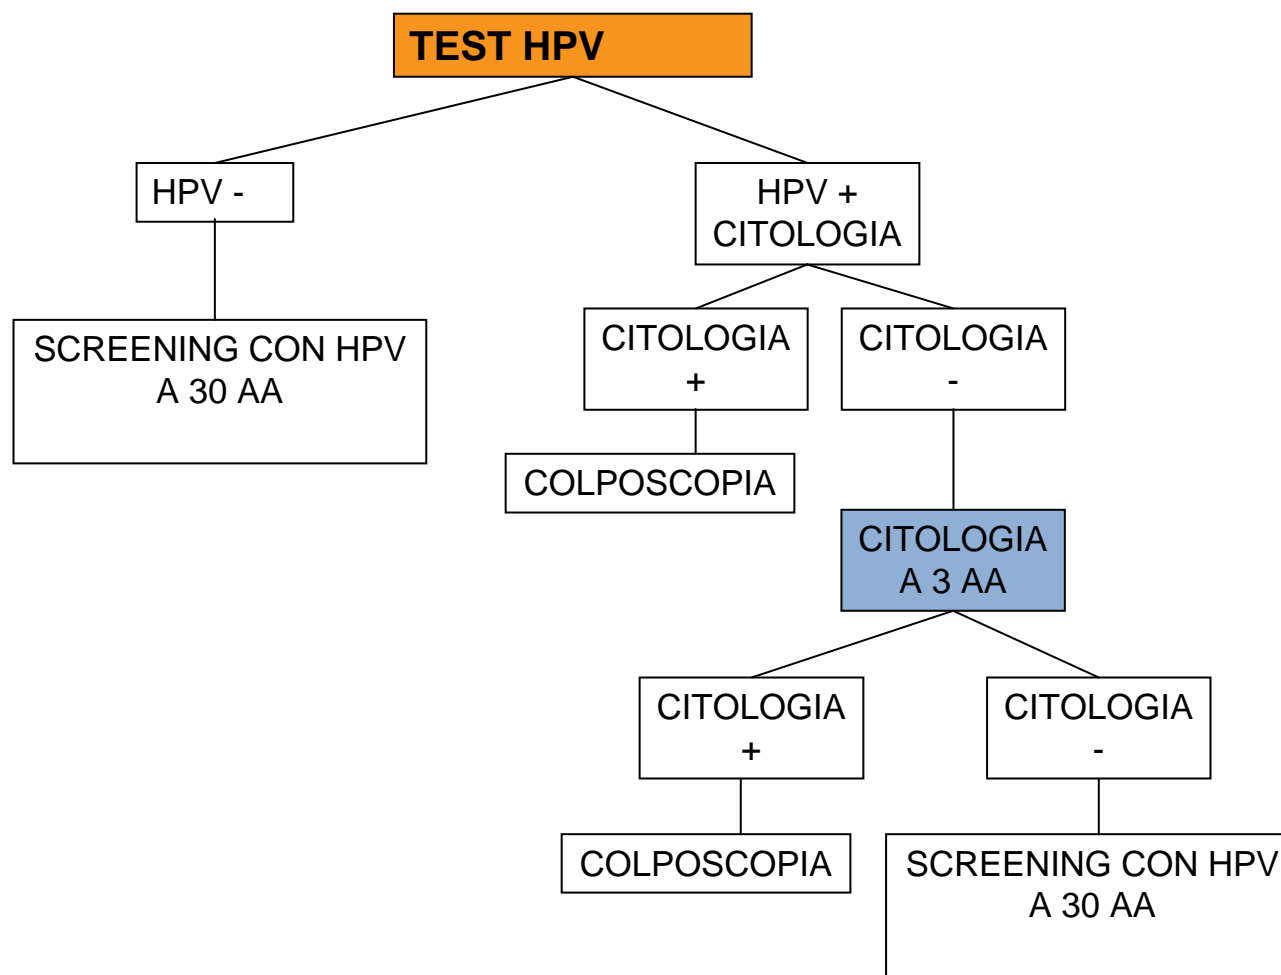 TEST HPV
HPV -
HPV +
CITOLOGIA
SCREENING CON HPV
A 30 AA
CITOLOGIA
+
CITOLOGIA
-
COLPOSCOPIA
CITOLOGIA
A 3 AA
CITOLOGIA
+
CITOLOGIA
-
COLPOSCOPIA
SCREENING CON HPV
A 30 AA